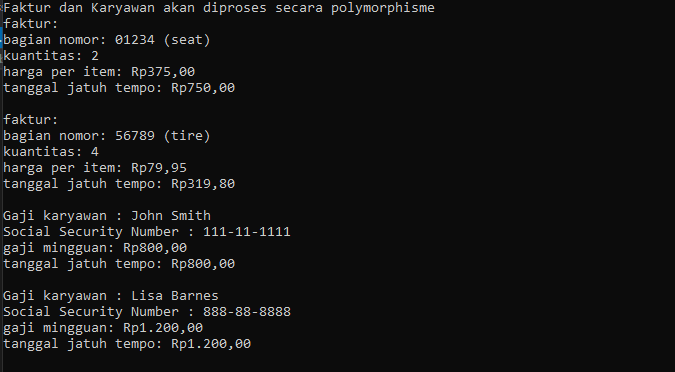 Faktur dan Karyawan akan diproses secara polymorphisme
faktur:
bagian nomor: 01234 (seat)
kuantitas: 2
harga per item: Rp375,00
tanggal jatuh tempo: Rp750,00
faktur:
bagian nomor: 56789 (tire)
kuantitas: 4
harga per item: Rp79,95
tanggal jatuh tempo: Rp319,80
Gaji karyawan : John Smith
Social Security Number : 111-11-1111
gaji mingguan: Rp800,00
tanggal jatuh tempo: Rp800,00
Gaji karyawan : Lisa Barnes
Social Security Number : 888-88-8888
gaji mingguan: Rp1.200,00
tanggal jatuh tempo: Rp1.200,00